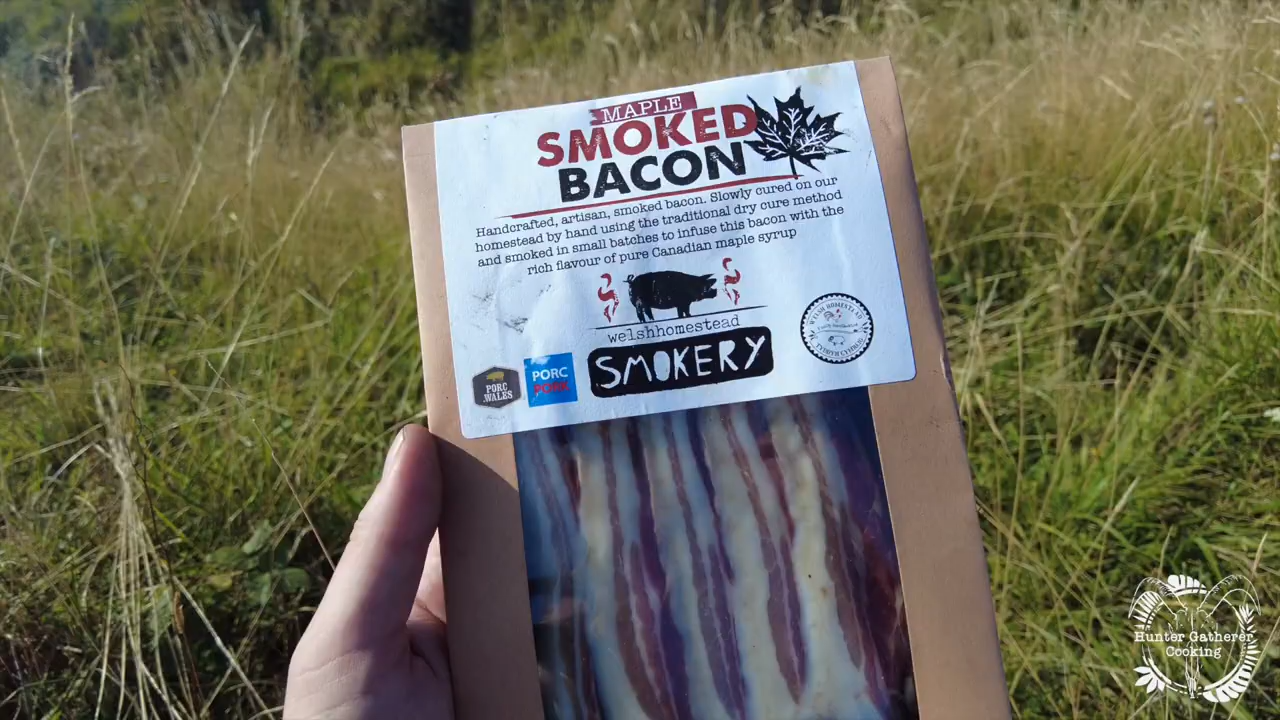 MAPLE
SMOKED
BACON
Handcrafted, artisan, smoked bacon. Slowly cured on our
homestead by hand using the traditional dry cure method
and smoked in small batches to infuse this bacon with the
rich flavour of pure Canadian maple syrup
welshhomestead
SMOKERY
PORC
.WALES
PORC
PORK
WELSH HOMESTEAD
Hunter Gatherer
Cooking